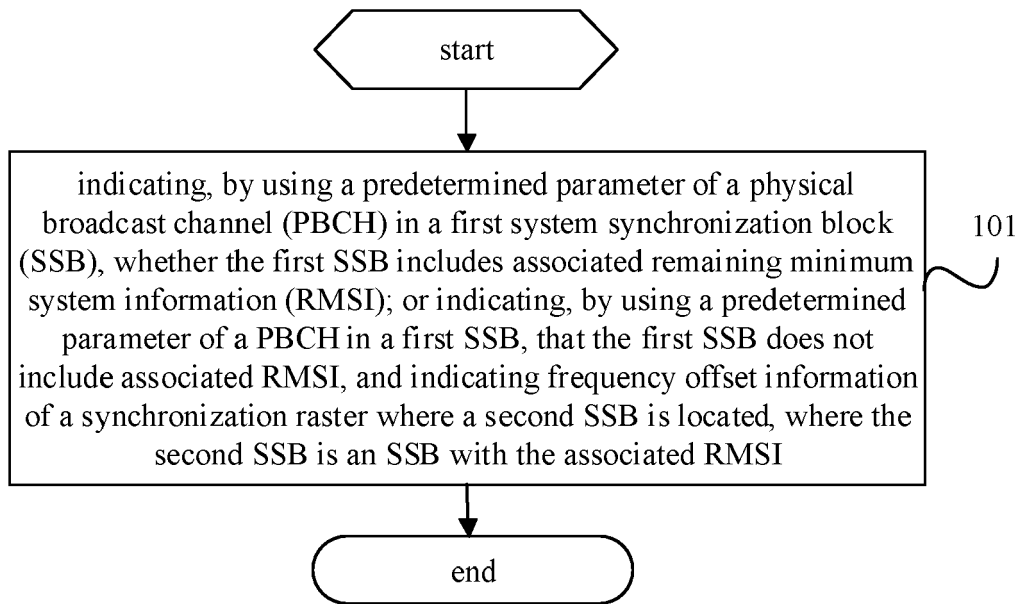 start
indicating, by using a predetermined parameter of a physical
broadcast channel (PBCH) in a first system synchronization block
(SSB), whether the first SSB includes associated remaining minimum
system information (RMSI); or indicating, by using a predetermined
parameter of a PBCH in a first SSB, that the first SSB does not
include associated RMSI, and indicating frequency offset information
of a synchronization raster where a second SSB is located, where the
second SSB is an SSB with the associated RMSI
101
end